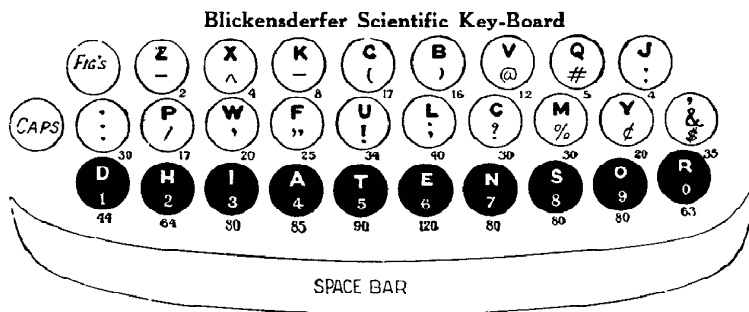 Blickensderfer Scientific Key-Board
FIG'S Z X K G B V Q J
– ^ – ( ) @ # :
2 4 8 17 16 12 5 4
CAPS . P W F U L C M Y , &
: / ' " ! ; ? % ¢ $
30 17 20 25 34 40 30 30 20 35
D H I A T E N S O R
1 2 3 4 5 6 7 8 9 0
44 64 80 85 90 120 80 80 80 63
SPACE BAR